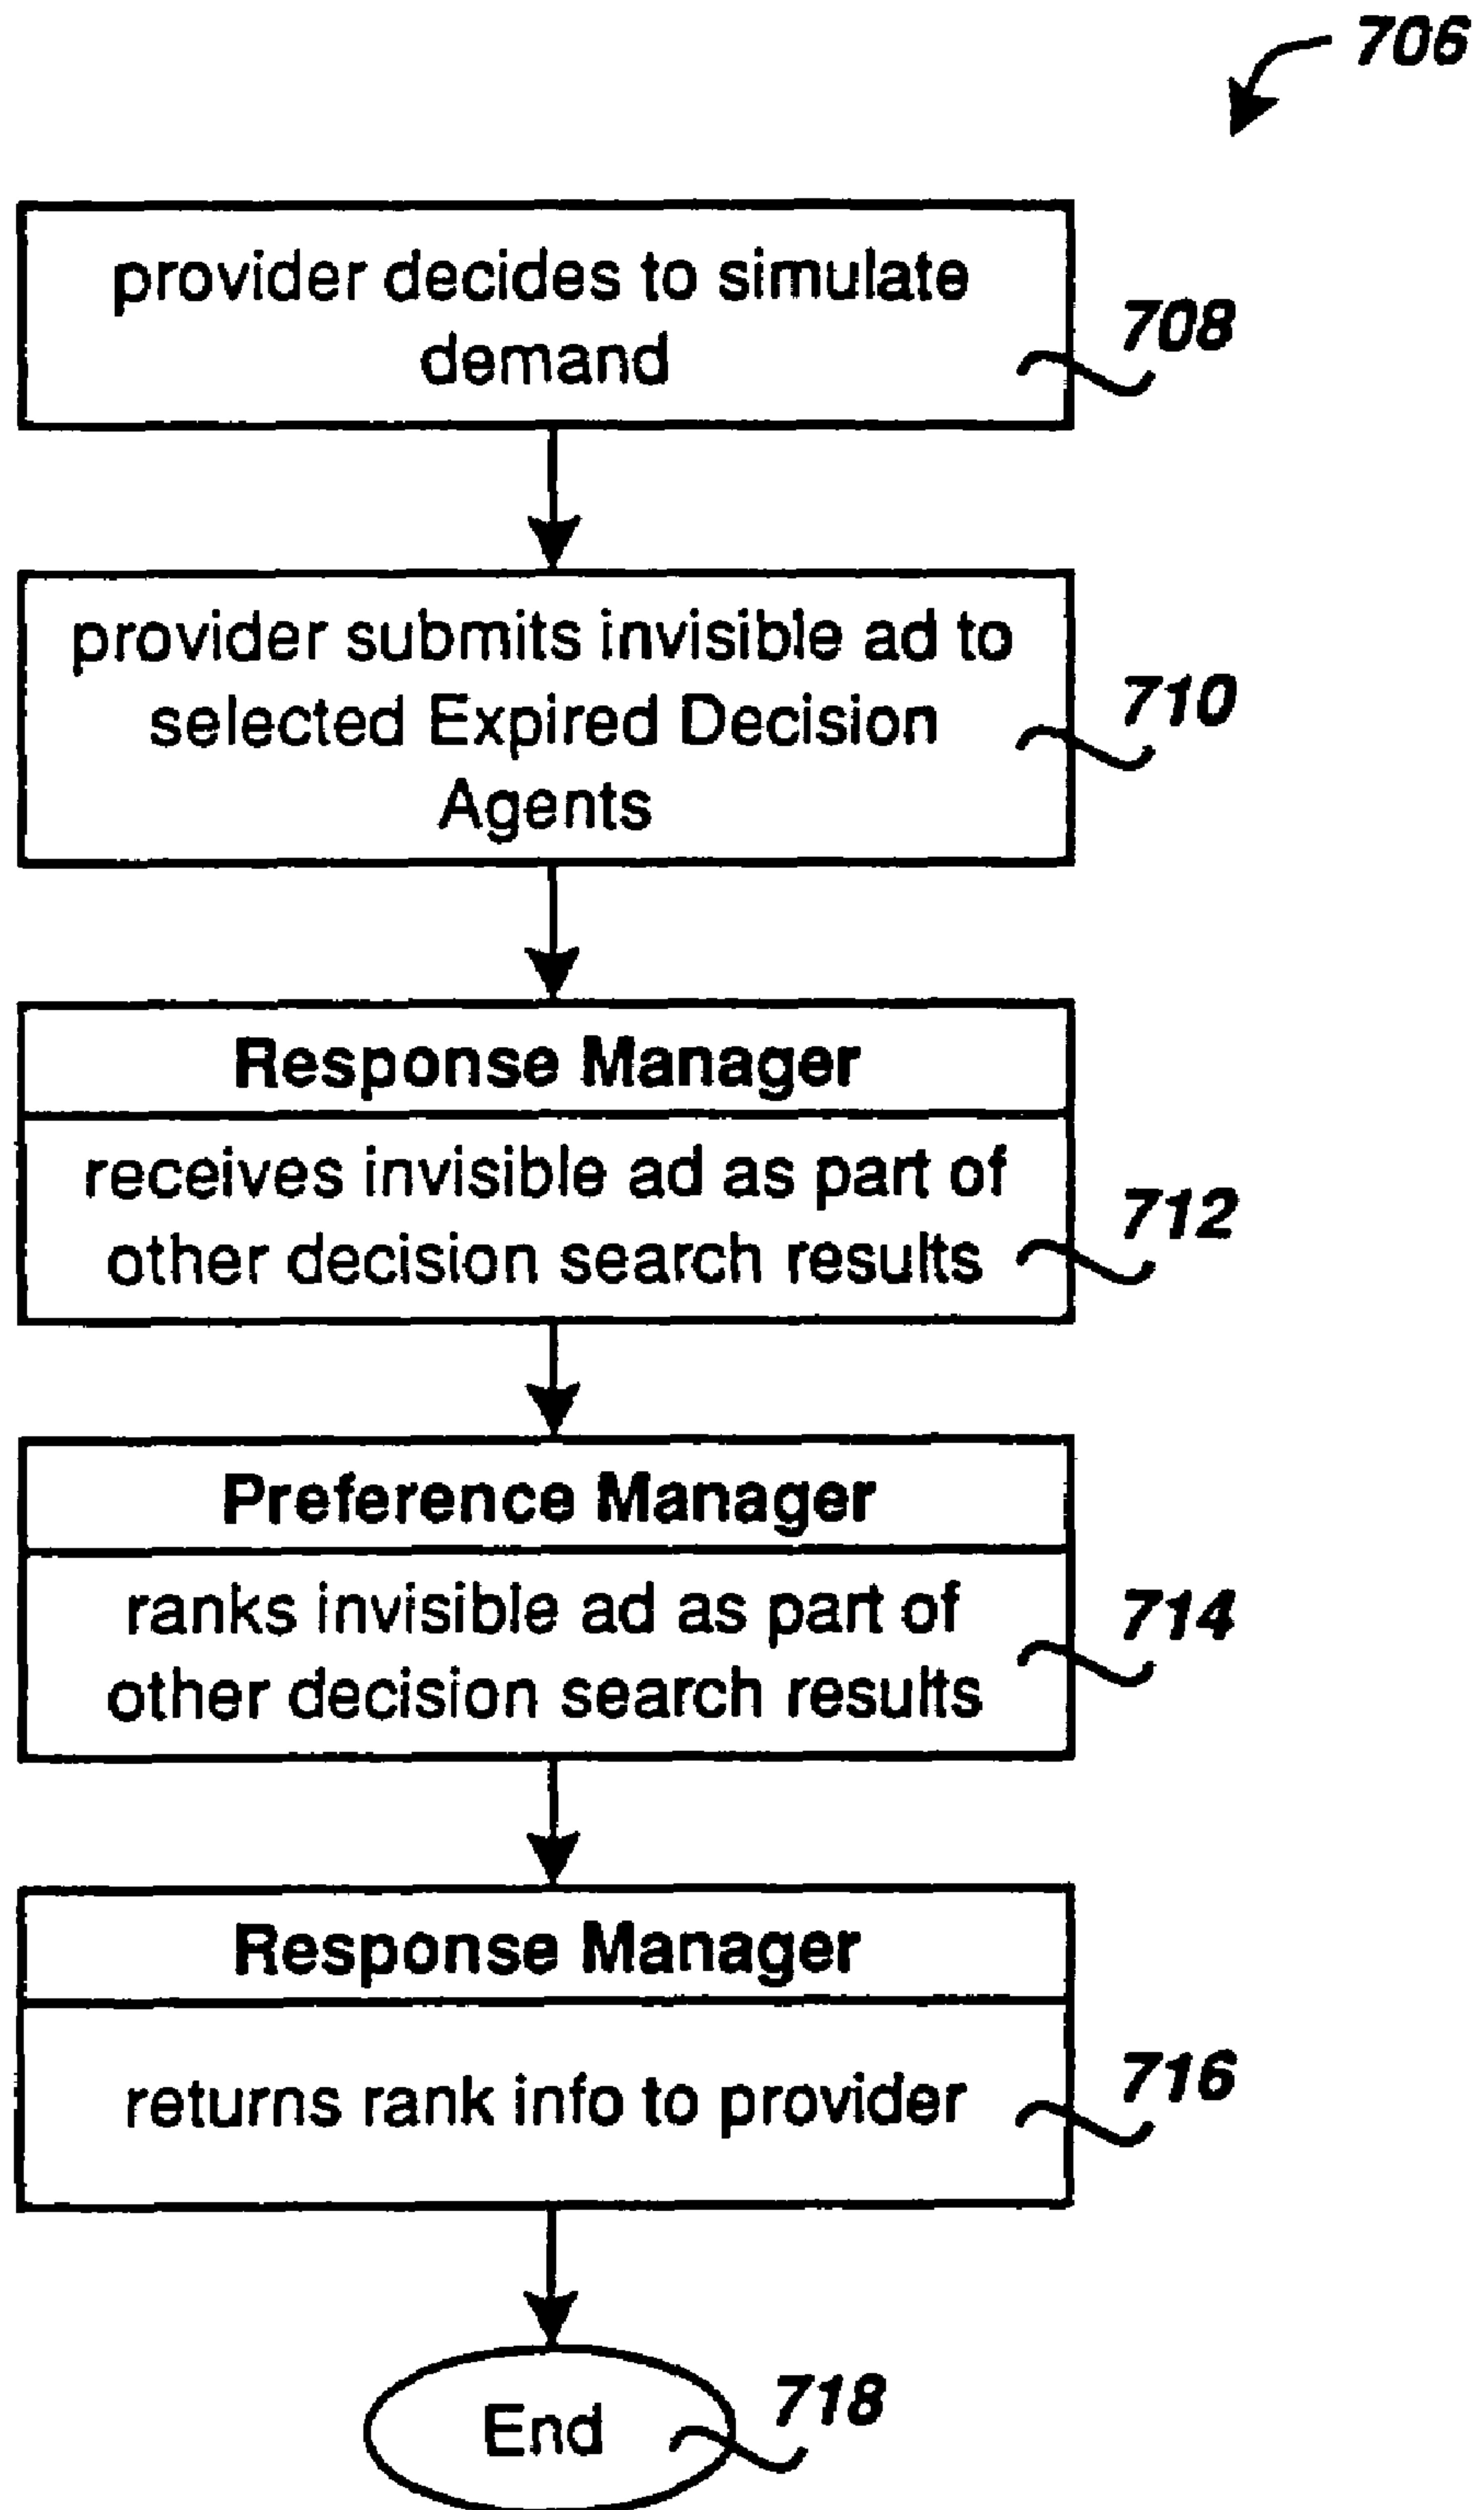 706
provider decides to simulate
demand
708
provider submits invisible ad to
selected Expired Decision
Agents
710
Response Manager
receives invisible ad as part of
other decision search results
712
Preference Manager
ranks invisible ad as part of
other decision search results
714
Response Manager
returns rank info to provider
716
End
718